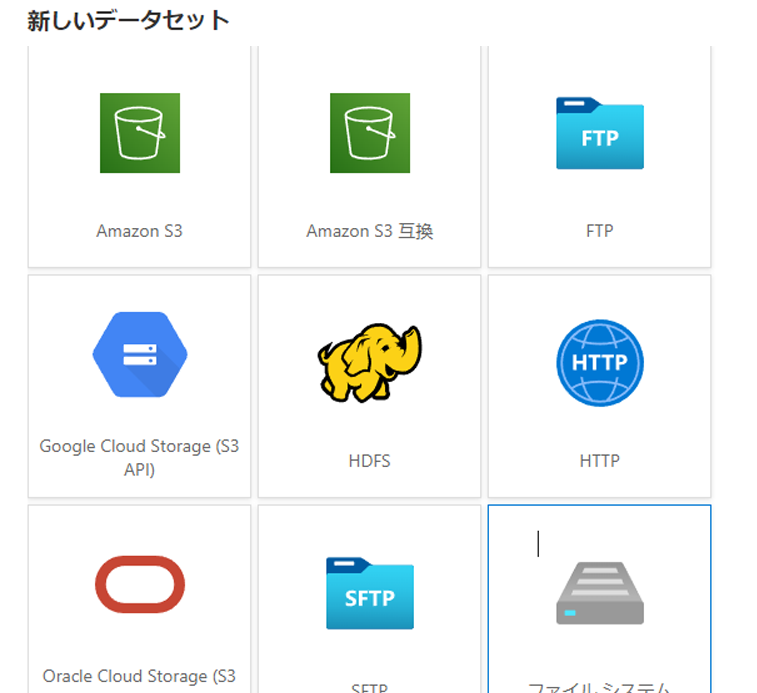 新しいデータセット
FTP
Amazon S3
Amazon S3 互換
FTP
HTTP
Google Cloud Storage (S3
API)
HDFS
HTTP
SFTP
Oracle Cloud Storage (S3
SFTP
ファイル システム